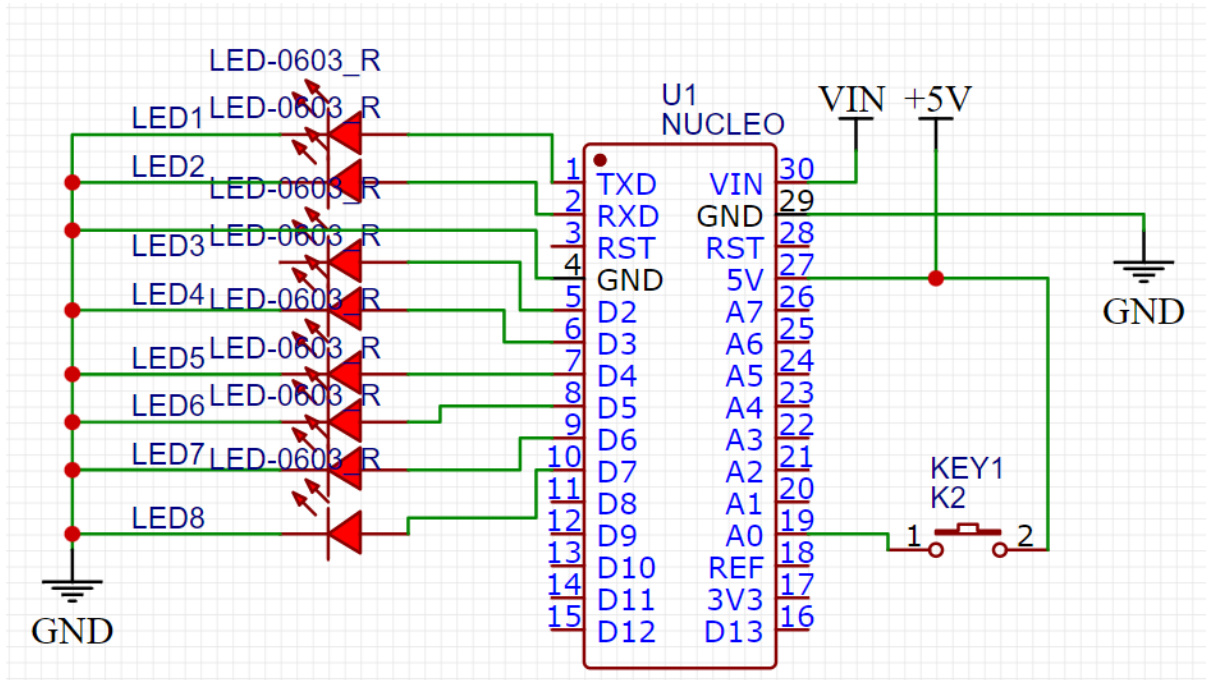 LED-0603_R
LED1 LED-0603_R
LED2
LED-0603_R
LED3 LED-0603_R
LED4 LED-0603_R
LED5 LED-0603_R
LED6 LED-0603_R
LED7 LED-0603_R
LED8
GND
U1
NUCLEO
1 TXD VIN 30
2 RXD GND 29
3 RST RST 28
4 GND 5V 27
5 D2 A7 26
6 D3 A6 25
7 D4 A5 24
8 D5 A4 23
9 D6 A3 22
10 D7 A2 21
11 D8 A1 20
12 D9 A0 19
13 D10 REF 18
14 D11 3V3 17
15 D12 D13 16
VIN +5V
GND
KEY1
K2
1 2